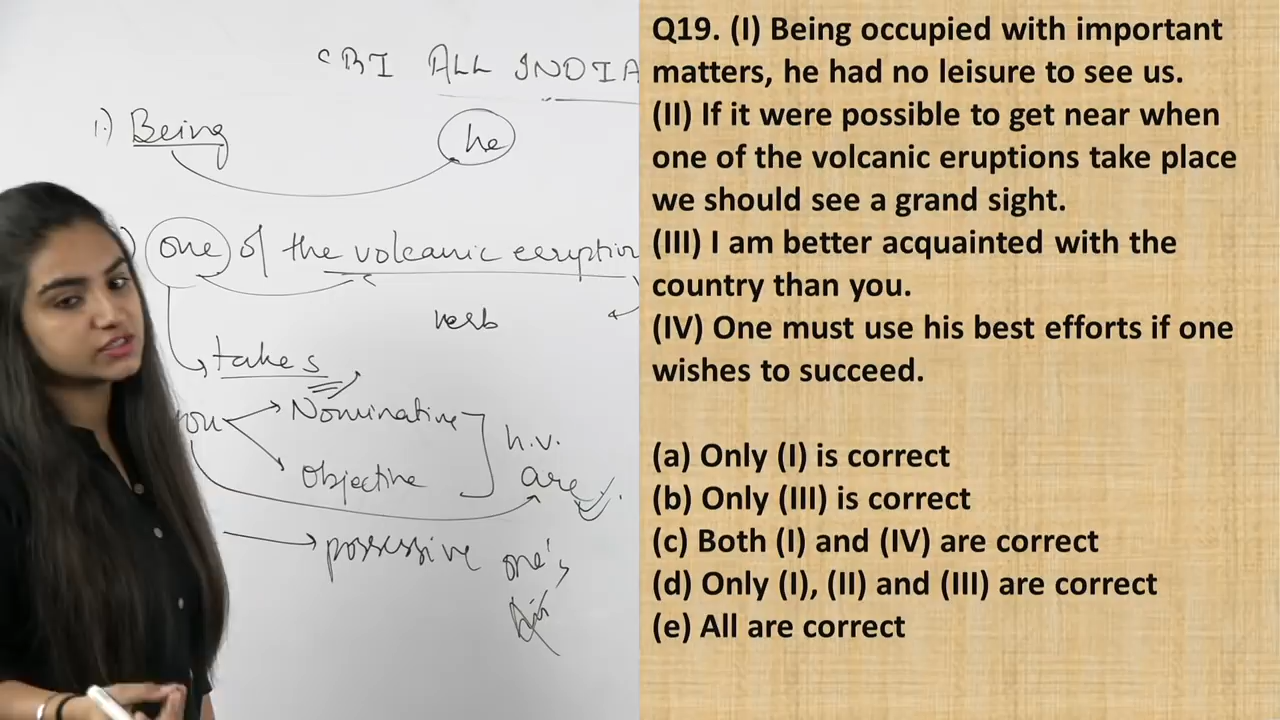 CBI ALL INDIA
1.) Being he
) one of the volcanic eeruption
verb
takes
you Nominative h.v.
objective are
possessive one's
his
Q19. (I) Being occupied with important
matters, he had no leisure to see us.
(II) If it were possible to get near when
one of the volcanic eruptions take place
we should see a grand sight.
(III) I am better acquainted with the
country than you.
(IV) One must use his best efforts if one
wishes to succeed.
(a) Only (I) is correct
(b) Only (III) is correct
(c) Both (I) and (IV) are correct
(d) Only (I), (II) and (III) are correct
(e) All are correct